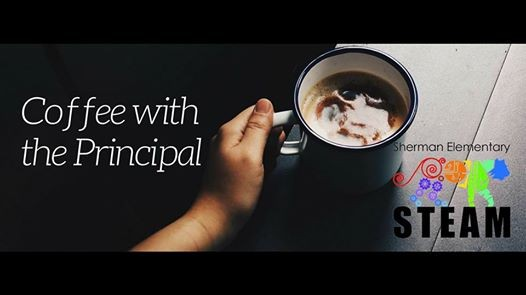 Coffee with
the Principal
Sherman Elementary
STEAM